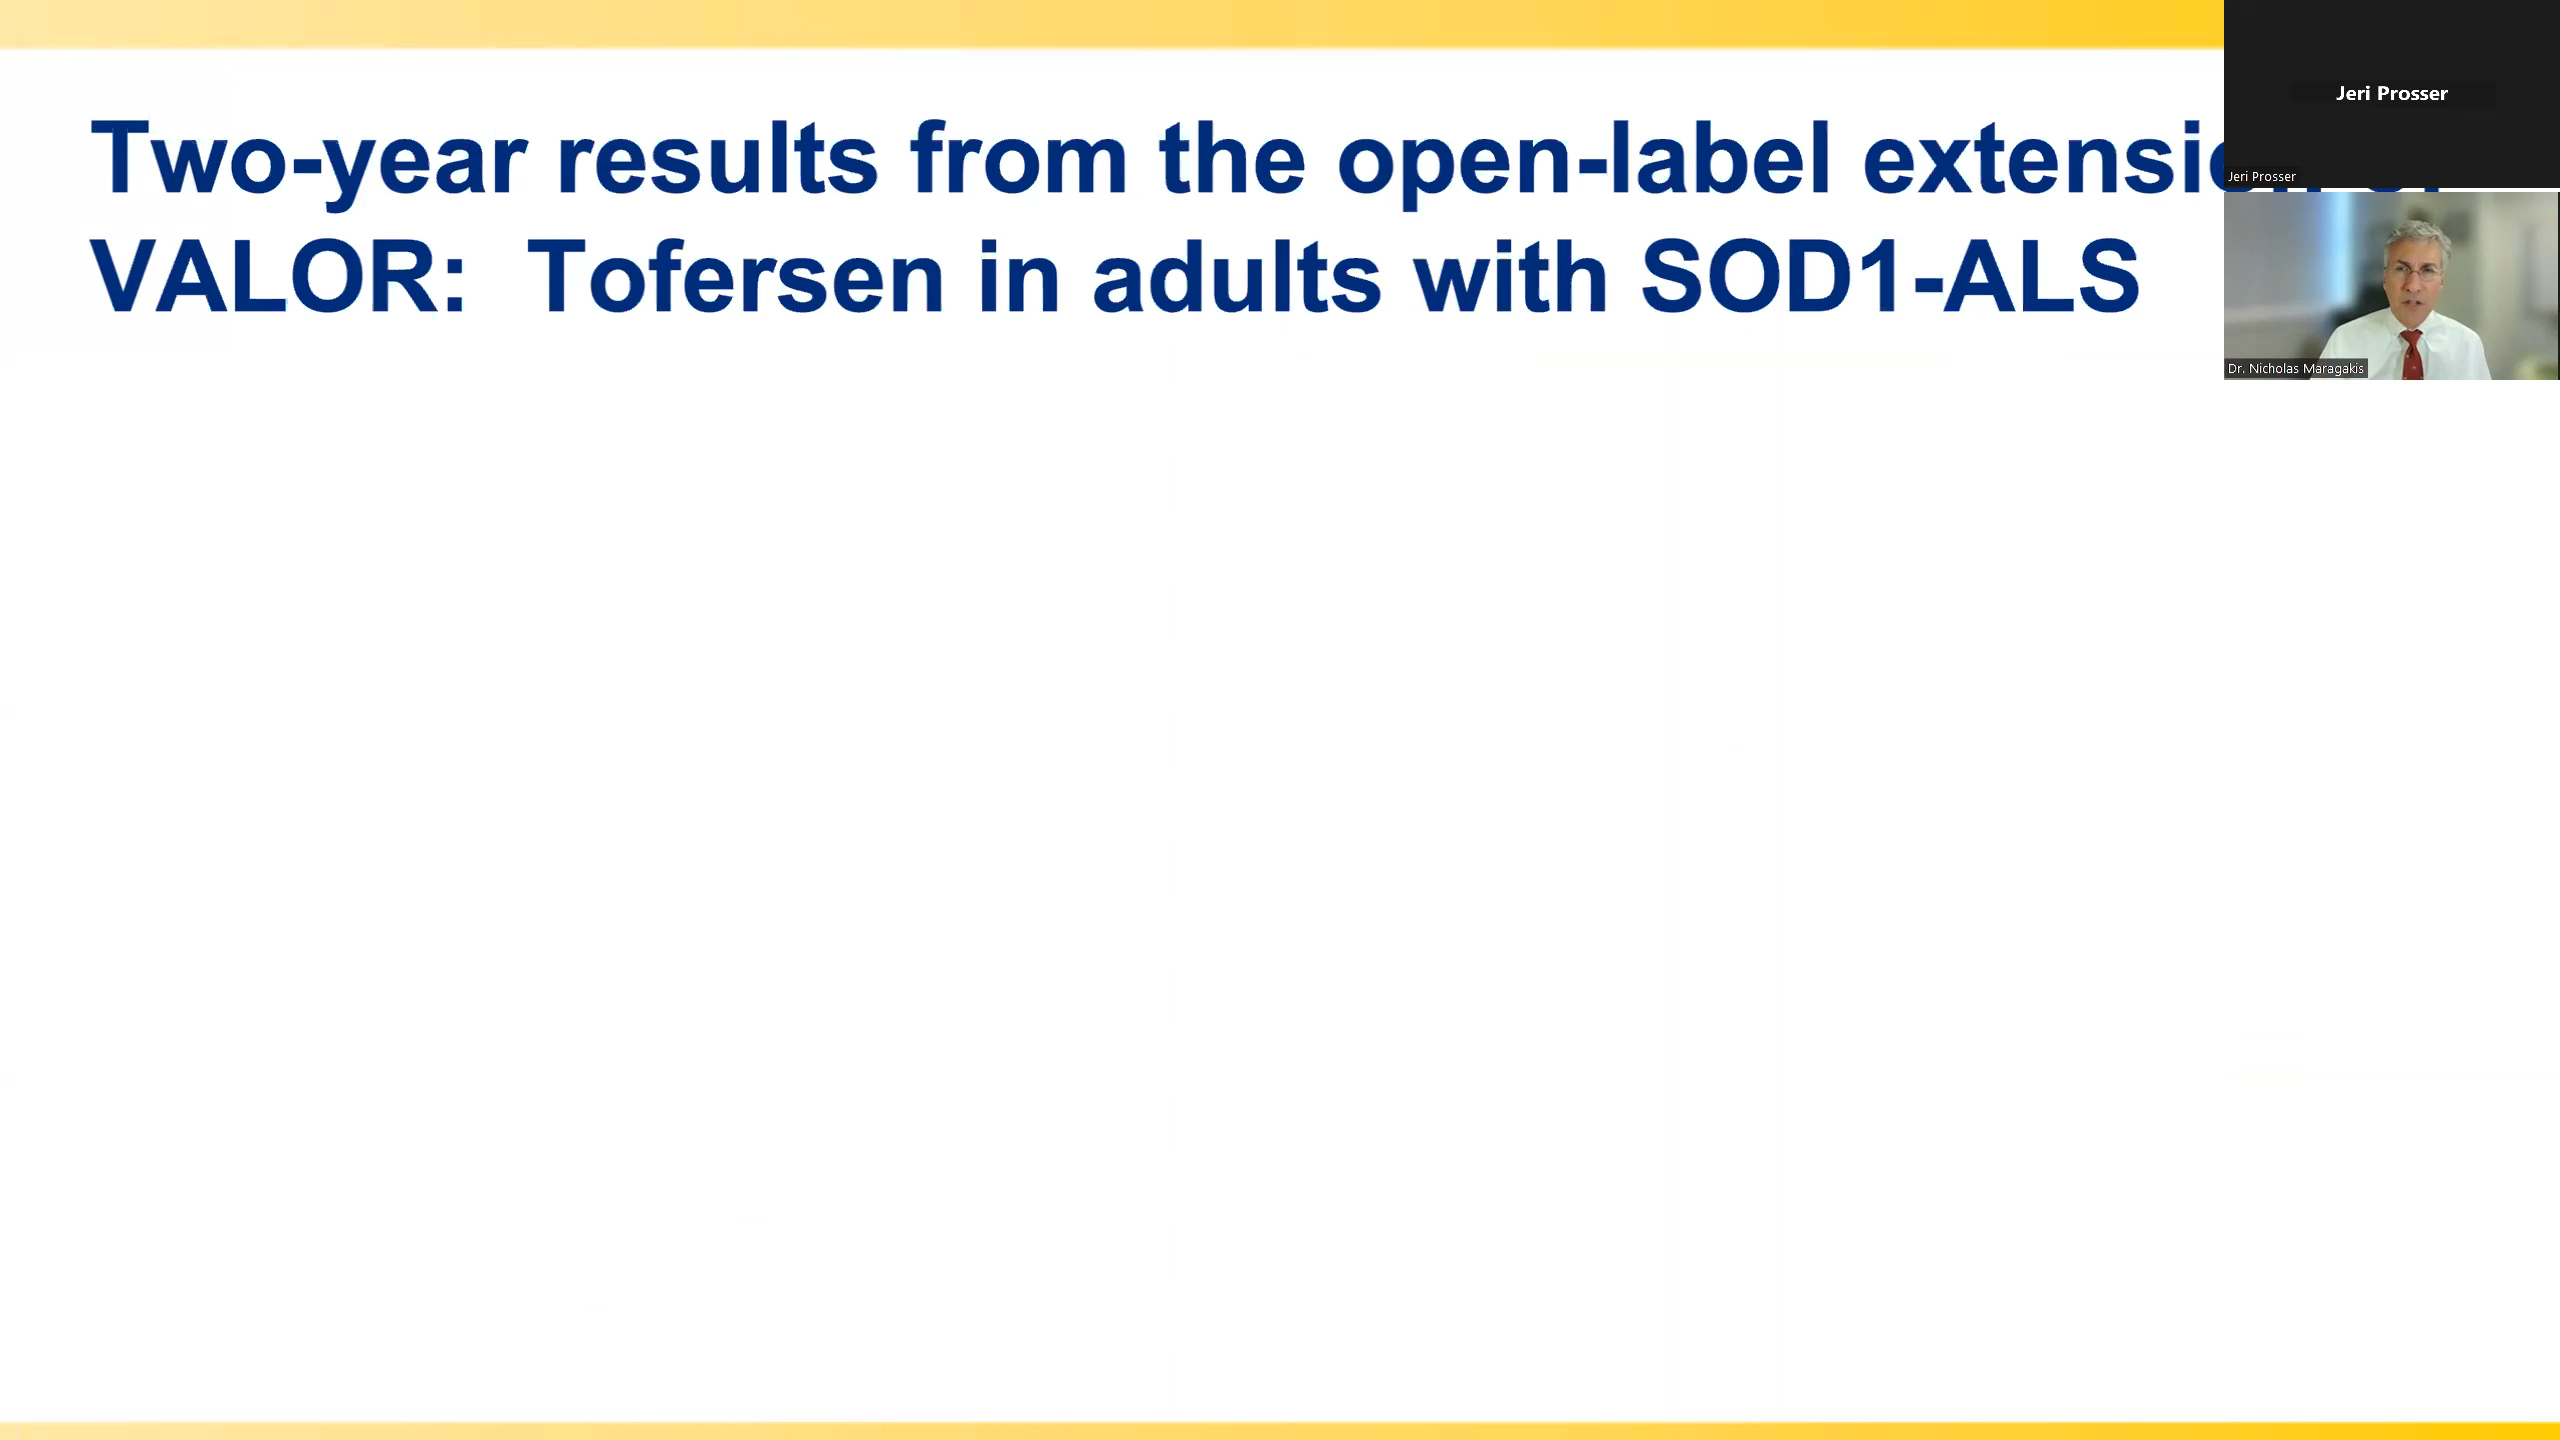 Two-year results from the open-label extensi
VALOR: Tofersen in adults with SOD1-ALS
Jeri Prosser
Jeri Prosser
Dr. Nicholas Maragakis